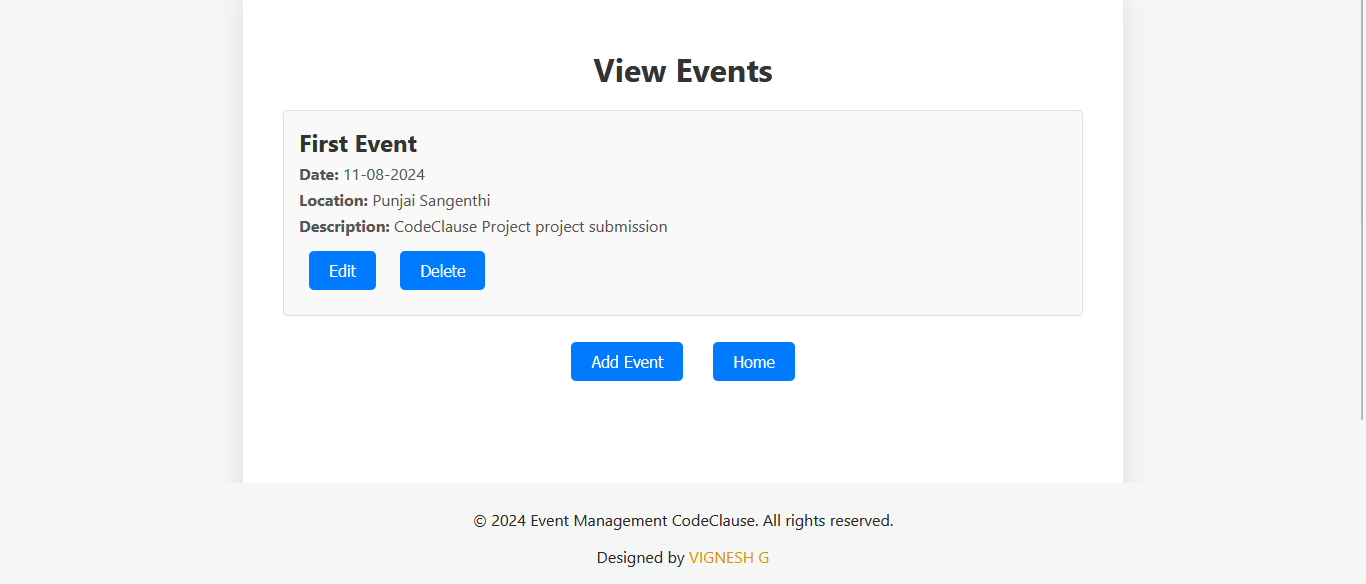 View Events
First Event
Date: 11-08-2024
Location: Punjai Sangenthi
Description: CodeClause Project project submission
Edit Delete
Add Event Home
© 2024 Event Management CodeClause. All rights reserved.
Designed by VIGNESH G